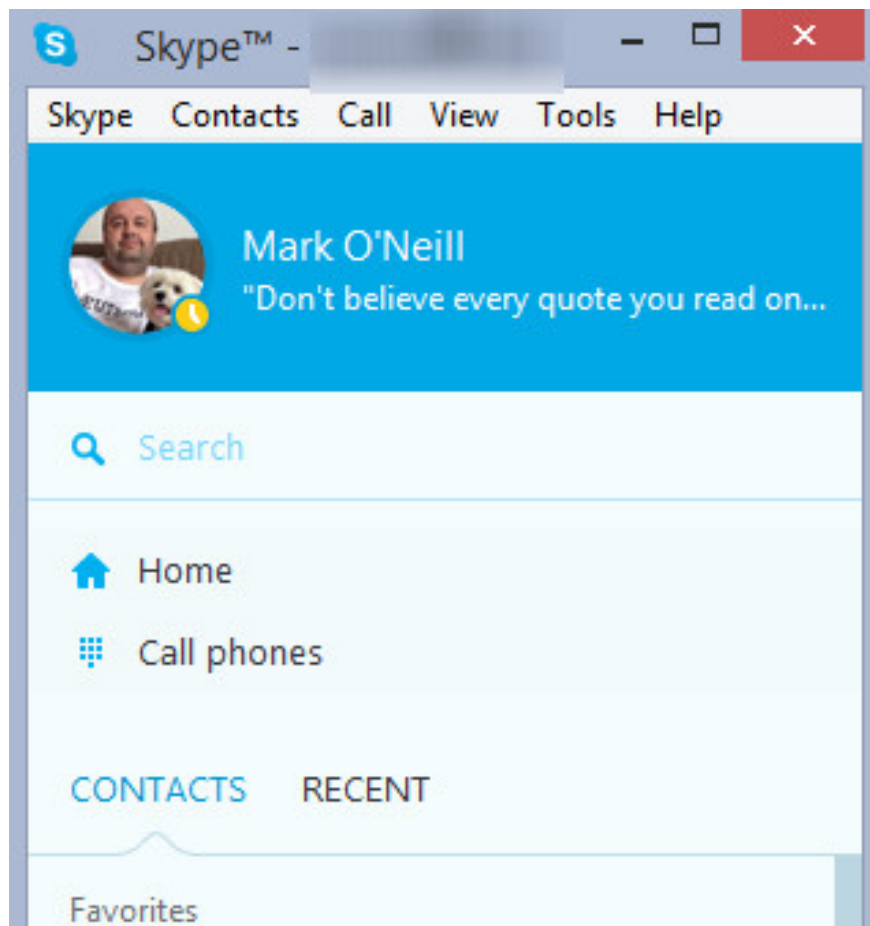 Skype™ -
Skype Contacts Call View Tools Help
Mark O'Neill
"Don't believe every quote you read on...
Search
Home
Call phones
CONTACTS RECENT
Favorites